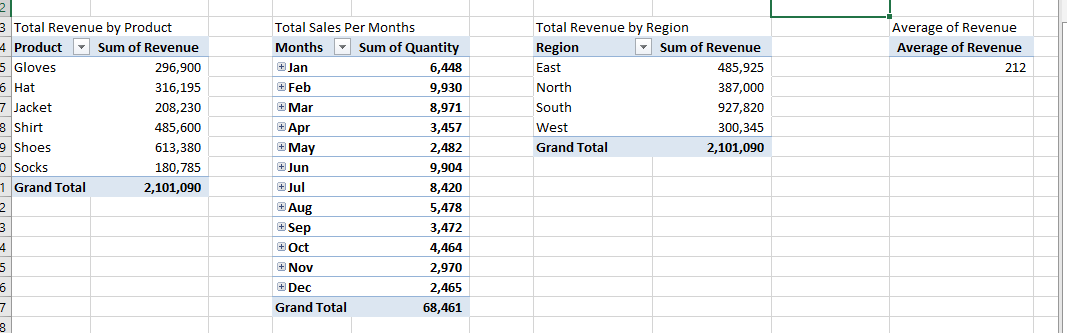 2
3 Total Revenue by Product Total Sales Per Months Total Revenue by Region Average of Revenue
4 Product Sum of Revenue Months Sum of Quantity Region Sum of Revenue Average of Revenue
5 Gloves 296,900 Jan 6,448 East 485,925 212
6 Hat 316,195 Feb 9,930 North 387,000
7 Jacket 208,230 Mar 8,971 South 927,820
8 Shirt 485,600 Apr 3,457 West 300,345
9 Shoes 613,380 May 2,482 Grand Total 2,101,090
0 Socks 180,785 Jun 9,904
1 Grand Total 2,101,090 Jul 8,420
2 Aug 5,478
3 Sep 3,472
4 Oct 4,464
5 Nov 2,970
6 Dec 2,465
7 Grand Total 68,461
8